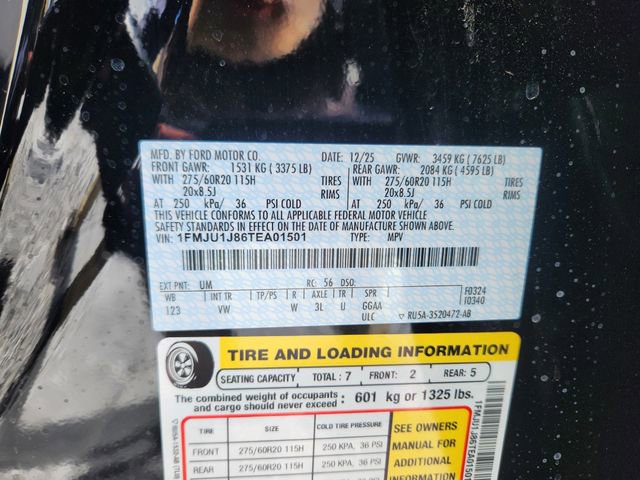 MFD. BY FORD MOTOR CO. DATE: 12/25 GVWR: 3459 KG (7625 LB)
FRONT GAWR: 1531 KG (3375 LB) REAR GAWR: 2084 KG (4595 LB)
WITH 275/60R20 115H TIRES WITH 275/60R20 115H TIRES
20x8.5J RIMS 20x8.5J RIMS
AT 250 kPa/ 36 PSI COLD AT 250 kPa/ 36 PSI COLD
THIS VEHICLE CONFORMS TO ALL APPLICABLE FEDERAL MOTOR VEHICLE
SAFETY STANDARDS IN EFFECT ON THE DATE OF MANUFACTURE SHOWN ABOVE.
VIN: 1FMJU1J86TEA01501 TYPE: MPV
EXT PNT: UM RC: 56 DSO:
WB INT TR TP/PS R AXLE TR SPR F0324
123 VW W 3L U GGAA F0340
ULC ▽ RU5A-3520472-AB
TIRE AND LOADING INFORMATION
SEATING CAPACITY TOTAL: 7 FRONT: 2 REAR: 5
The combined weight of occupants
and cargo should never exceed: 601 kg or 1325 lbs.
TIRE SIZE COLD TIRE PRESSURE SEE OWNERS
FRONT 275/60R20 115H 250 KPA, 36 PSI MANUAL FOR
REAR 275/60R20 115H 250 KPA, 36 PSI ADDITIONAL
INFORMATION